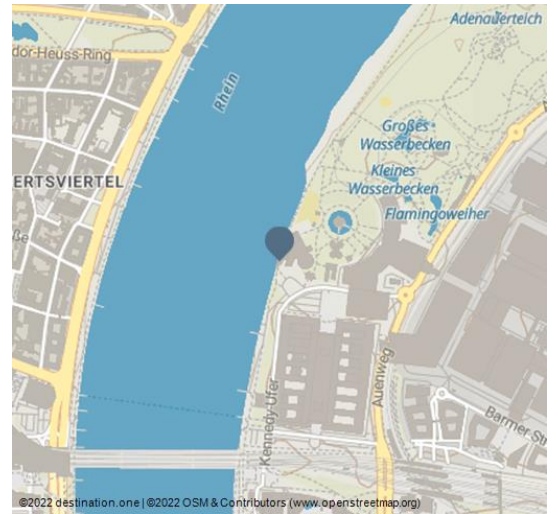 Adenauerteich
dor-Heuss-Ring
Rhein
Großes
Wasserbecken
Kleines
Wasserbecken
ERTSVIERTEL
Flamingoweiher
ße
Kennedy-Ufer
Auenweg
Barmer Str
©2022 destination.one | ©2022 OSM & Contributors (www.openstreetmap.org)